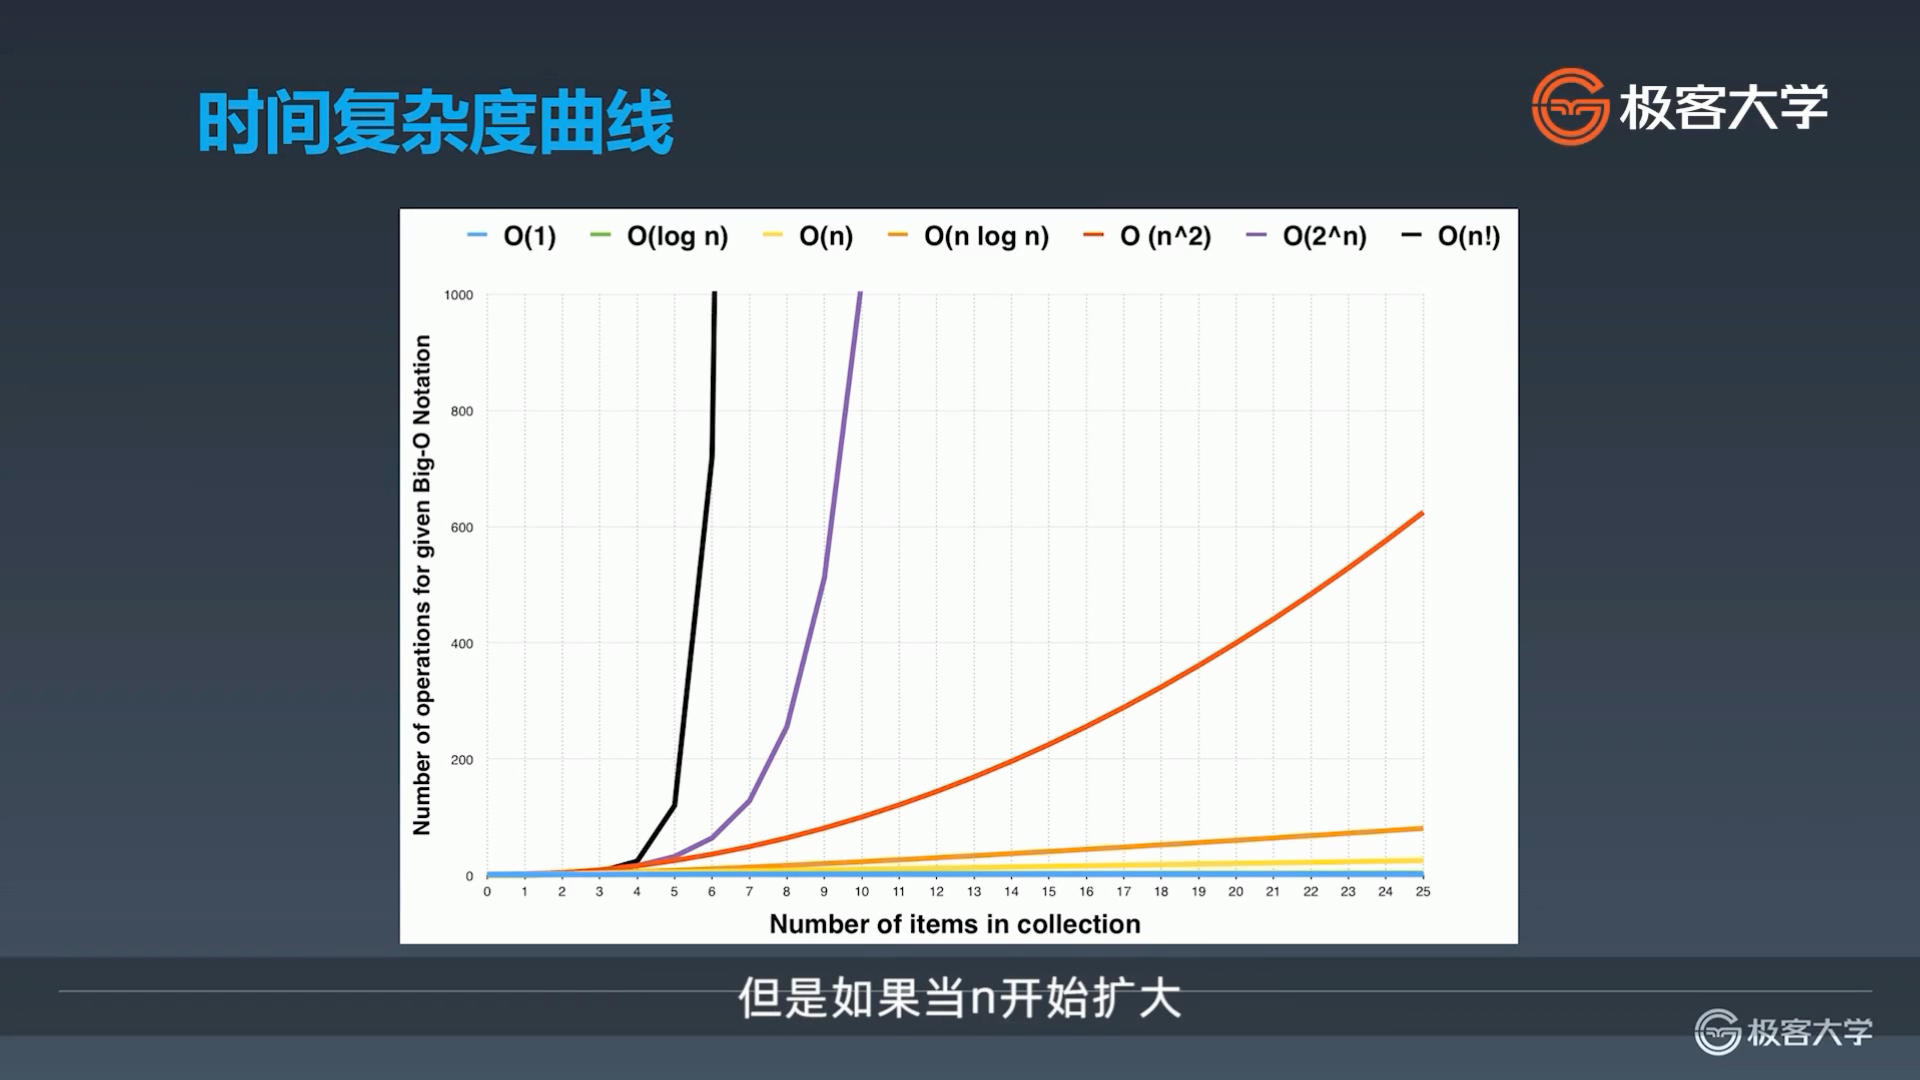 时间复杂度曲线
极客大学
O(1) O(log n) O(n) O(n log n) O (n^2) O(2^n) O(n!)
Number of operations for given Big-O Notation
1000
800
600
400
200
0
0 1 2 3 4 5 6 7 8 9 10 11 12 13 14 15 16 17 18 19 20 21 22 23 24 25
Number of items in collection
但是如果当n开始扩大
极客大学